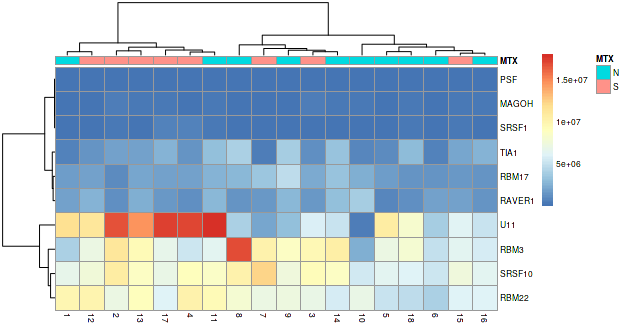 MTX
MTX
N
S
PSF
MAGOH
SRSF1
TIA1
RBM17
RAVER1
U11
RBM3
SRSF10
RBM22
1.5e+07
1e+07
5e+06
1 12 2 13 17 4 11 8 7 9 3 14 10 5 18 6 15 16